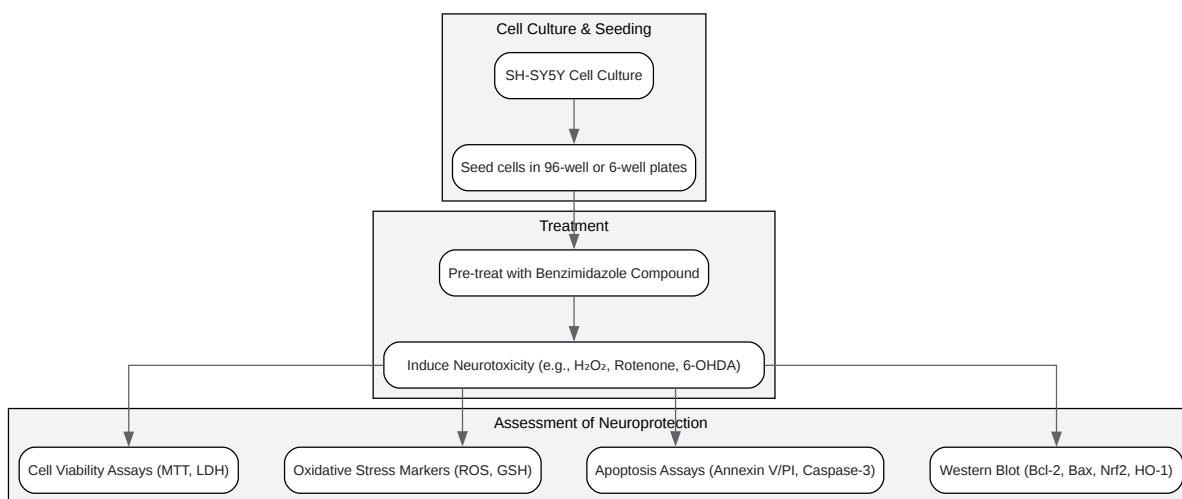 Cell Culture & Seeding
SH-SY5Y Cell Culture
Seed cells in 96-well or 6-well plates
Treatment
Pre-treat with Benzimidazole Compound
Induce Neurotoxicity (e.g., H₂O₂, Rotenone, 6-OHDA)
Assessment of Neuroprotection
Cell Viability Assays (MTT, LDH)
Oxidative Stress Markers (ROS, GSH)
Apoptosis Assays (Annexin V/PI, Caspase-3)
Western Blot (Bcl-2, Bax, Nrf2, HO-1)